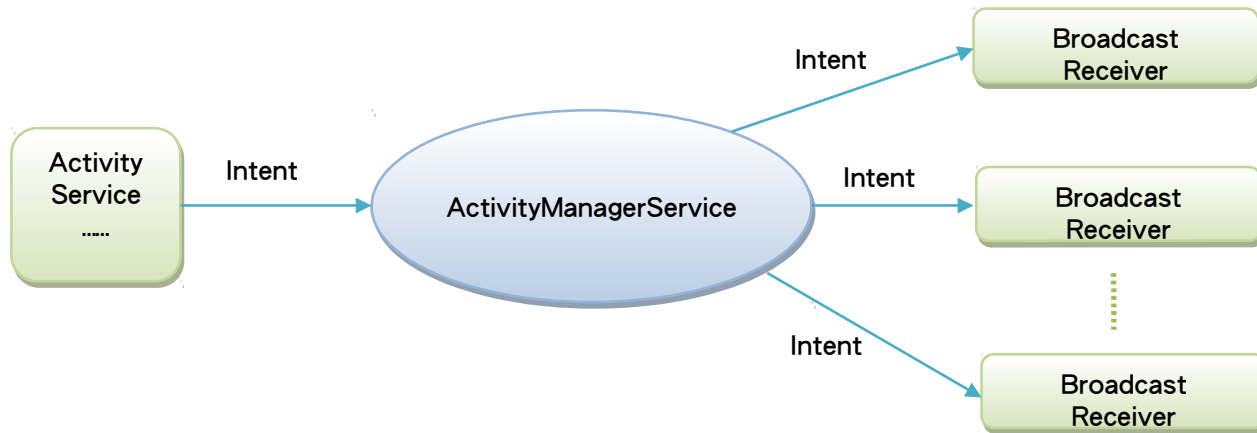 Activity
Service
......
Intent
ActivityManagerService
Intent
Broadcast
Receiver
Intent
Broadcast
Receiver
Intent
Broadcast
Receiver